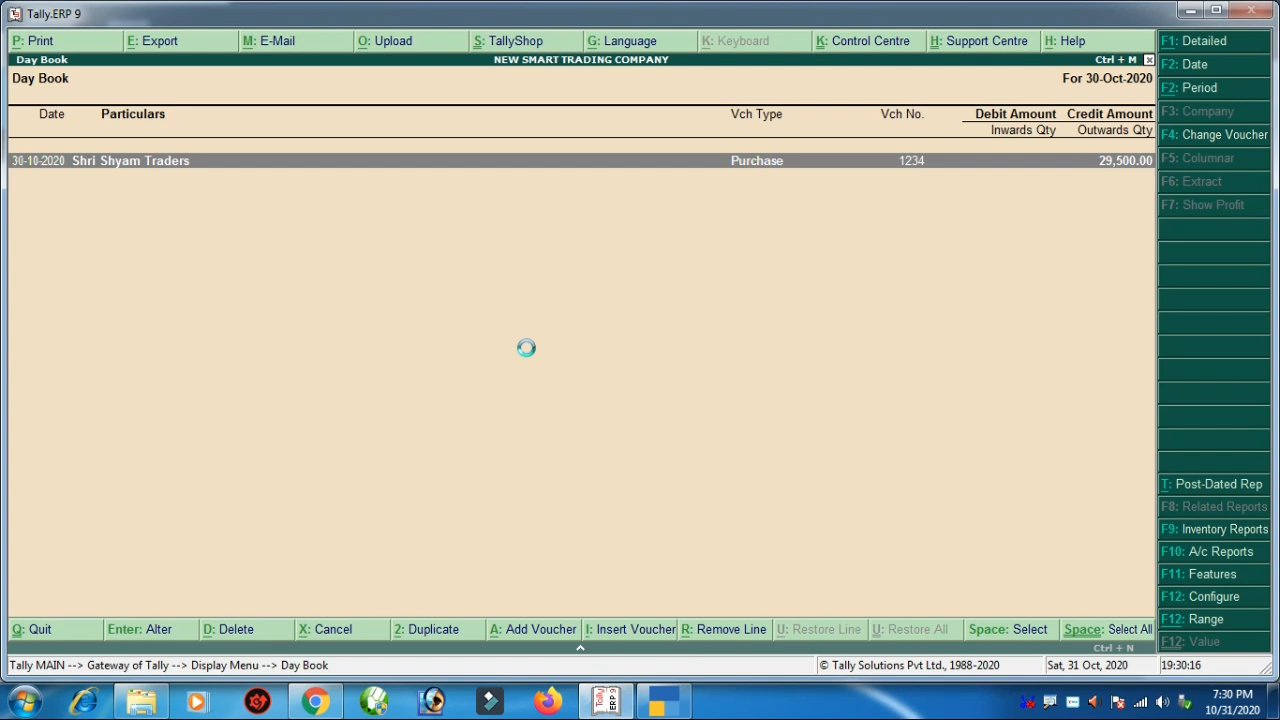 Tally.ERP 9
P: Print E: Export M: E-Mail O: Upload S: TallyShop G: Language K: Keyboard K: Control Centre H: Support Centre H: Help
Day Book NEW SMART TRADING COMPANY Ctrl + M
Day Book For 30-Oct-2020
Date Particulars Vch Type Vch No. Debit Amount Credit Amount
Inwards Qty Outwards Qty
30-10-2020 Shri Shyam Traders Purchase 1234 29,500.00
F1: Detailed
F2: Date
F2: Period
F3: Company
F4: Change Voucher
F5: Columnar
F6: Extract
F7: Show Profit
T: Post-Dated Rep
F8: Related Reports
F9: Inventory Reports
F10: A/c Reports
F11: Features
F12: Configure
F12: Range
F12: Value
Q: Quit Enter: Alter D: Delete X: Cancel 2: Duplicate A: Add Voucher I: Insert Voucher R: Remove Line U: Restore Line U: Restore All Space: Select Space: Select All
Ctrl + N
Tally MAIN --> Gateway of Tally --> Display Menu --> Day Book © Tally Solutions Pvt Ltd., 1988-2020 Sat, 31 Oct, 2020 19:30:16
Tally ERP 9
7:30 PM
10/31/2020